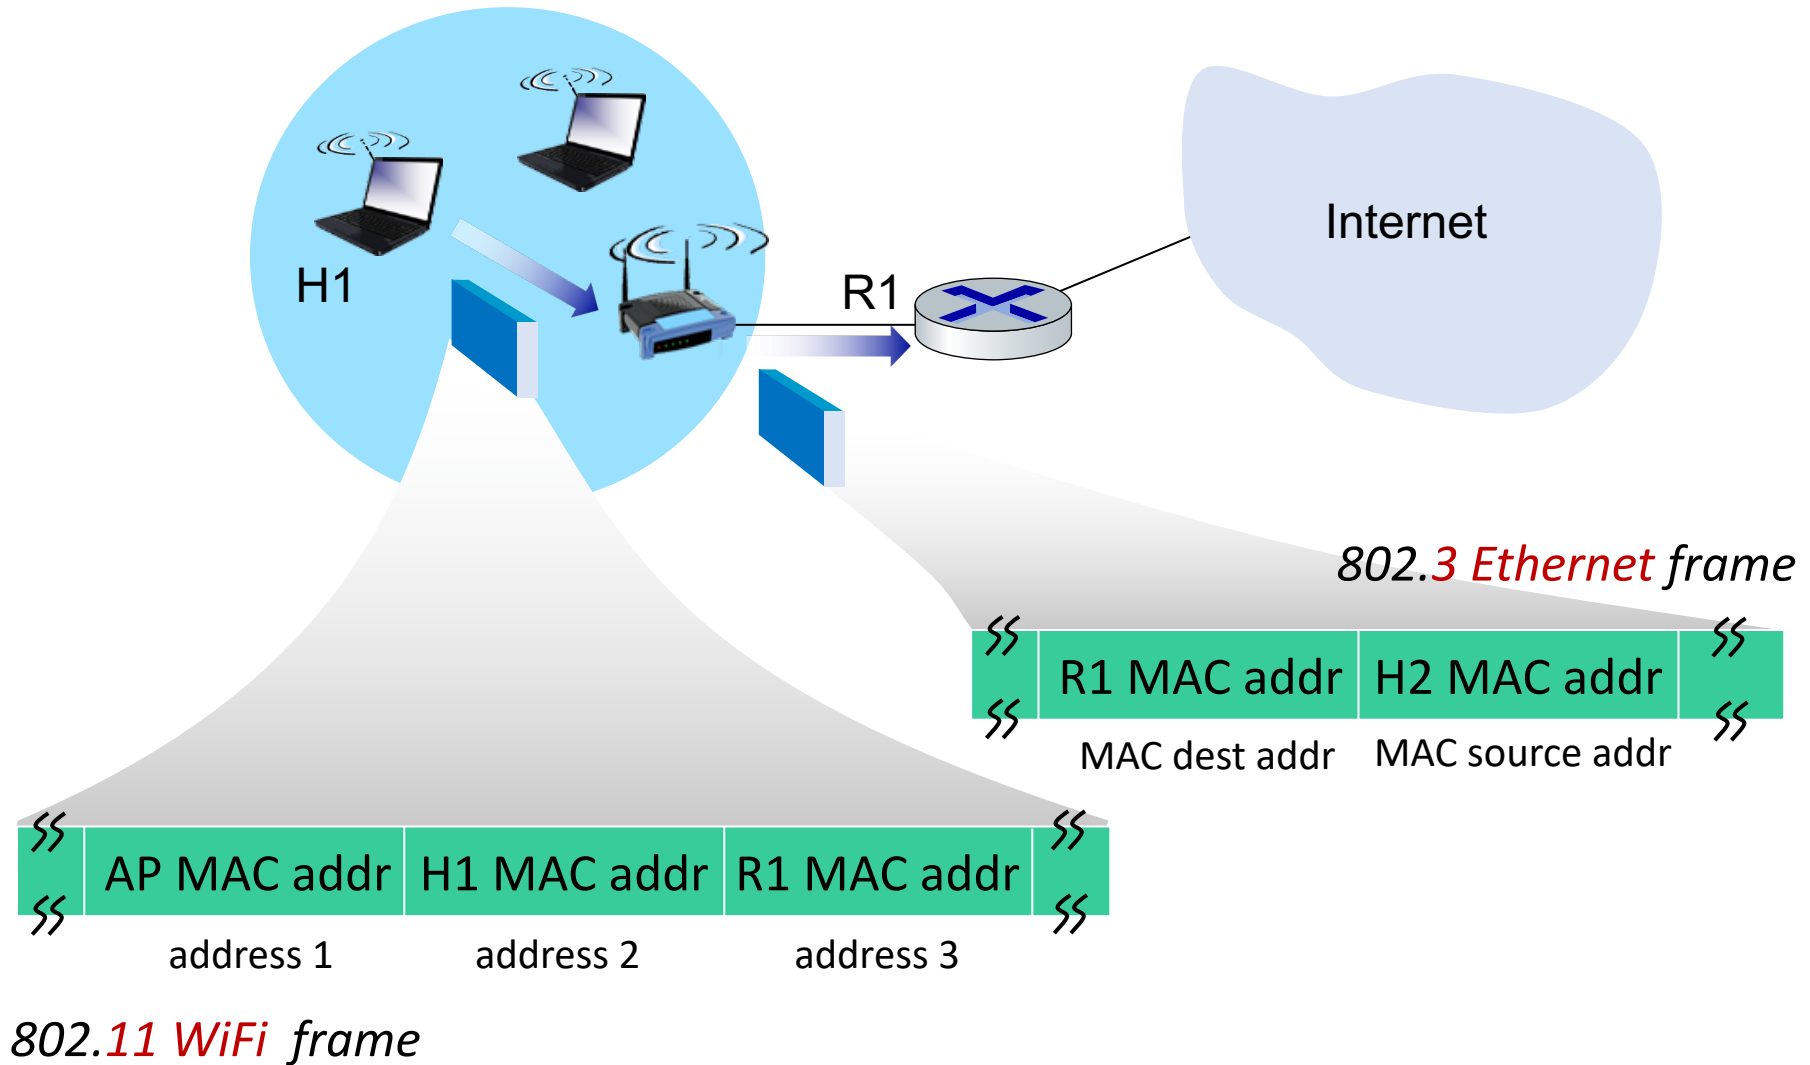 Internet
H1
R1
802.3 Ethernet frame
R1 MAC addr
H2 MAC addr
MAC dest addr
MAC source addr
AP MAC addr
H1 MAC addr
R1 MAC addr
address 1
address 2
address 3
802.11 WiFi frame